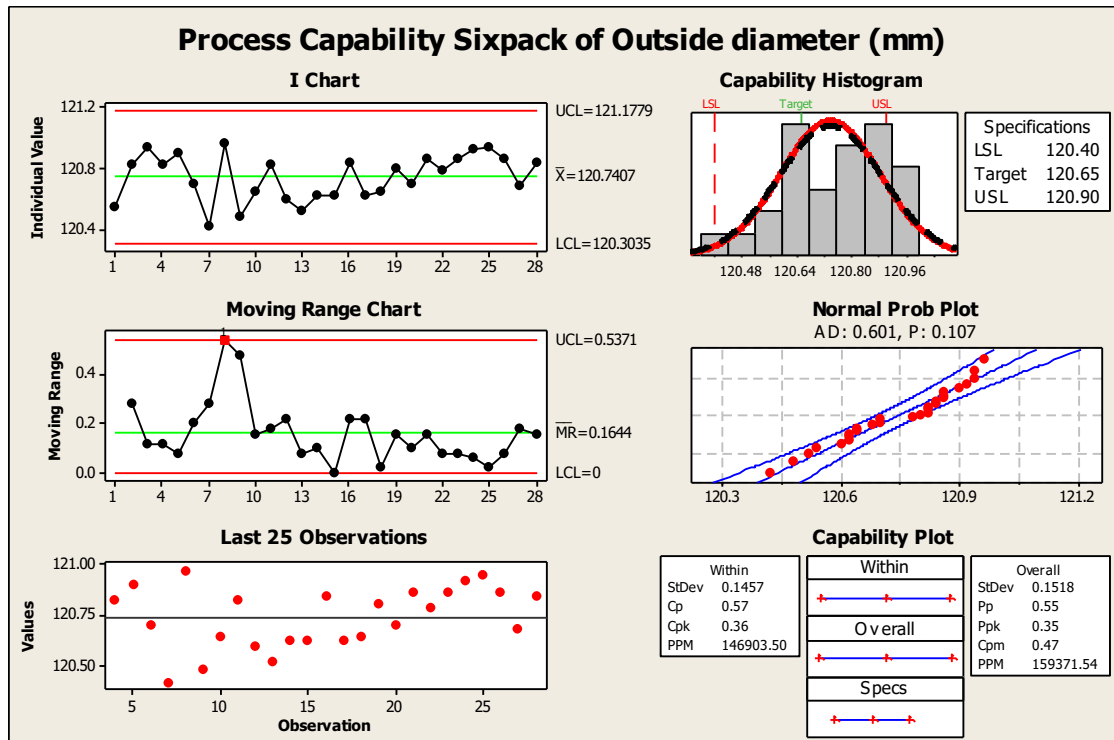 Process Capability Sixpack of Outside diameter (mm)
I Chart
Individual Value
121.2
120.8
120.4
1 4 7 10 13 16 19 22 25 28
UCL=121.1779
X=120.7407
LCL=120.3035
Capability Histogram
LSL Target USL
120.48 120.64 120.80 120.96
Specifications
LSL 120.40
Target 120.65
USL 120.90
Moving Range Chart
Moving Range
0.4
0.2
0.0
1
1 4 7 10 13 16 19 22 25 28
UCL=0.5371
MR=0.1644
LCL=0
Normal Prob Plot
AD: 0.601, P: 0.107
120.3 120.6 120.9 121.2
Last 25 Observations
Values
121.00
120.75
120.50
5 10 15 20 25
Observation
Capability Plot
Within
StDev 0.1457
Cp 0.57
Cpk 0.36
PPM 146903.50
Within
Overall
Specs
Overall
StDev 0.1518
Pp 0.55
Ppk 0.35
Cpm 0.47
PPM 159371.54